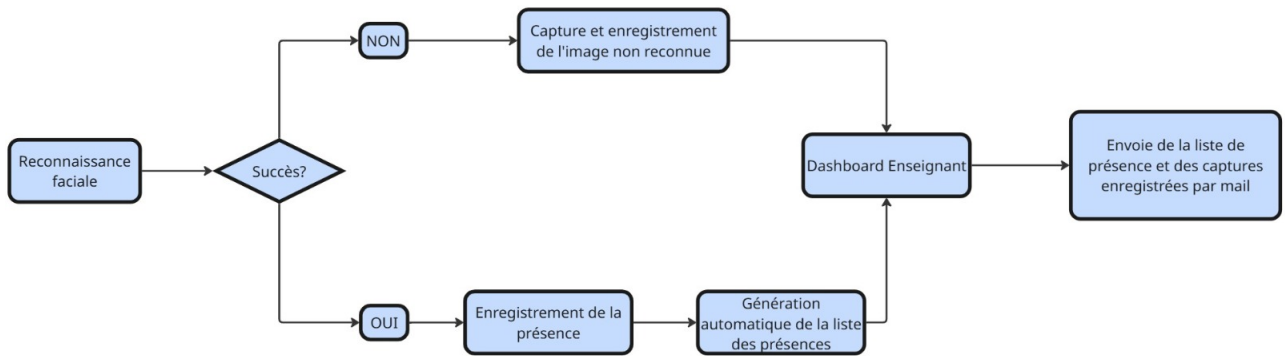 NON
Capture et enregistrement
de l'image non reconnue
Reconnaissance
faciale
Succès?
Dashboard Enseignant
Envoie de la liste de
présence et des captures
enregistrées par mail
OUI
Enregistrement de la
présence
Génération
automatique de la liste
des présences